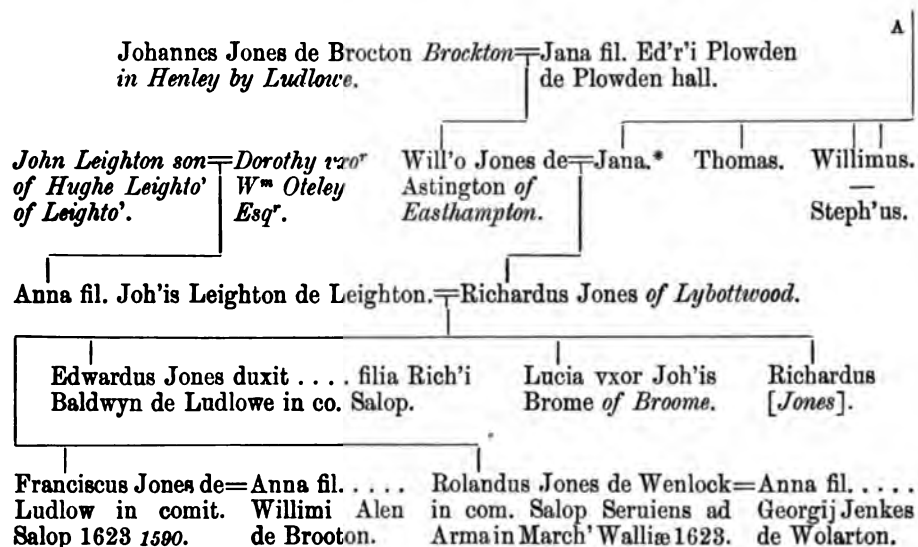 A
Johannes Jones de Brocton Brockton=Jana fil. Ed'r'i Plowden
in Henley by Ludlowe. de Plowden hall.
John Leighton son=Dorothy vxoʳ Will'o Jones de=Jana.* Thomas. Willimus.
of Hughe Leighto' Wᵐ Oteley Astington of —
of Leighto'. Esqʳ. Easthampton. Steph'us.
Anna fil. Joh'is Leighton de Leighton.=Richardus Jones of Lybottwood.
Edwardus Jones duxit . . . . filia Rich'i Lucia vxor Joh'is Richardus
Baldwyn de Ludlowe in co. Salop. Brome of Broome. [Jones].
Franciscus Jones de=Anna fil. . . . . Rolandus Jones de Wenlock=Anna fil. . . . .
Ludlow in comit. Willimi Alen in com. Salop Seruiens ad Georgij Jenkes
Salop 1623 1590. de Brooton. Arma in March' Walliæ 1623. de Wolarton.